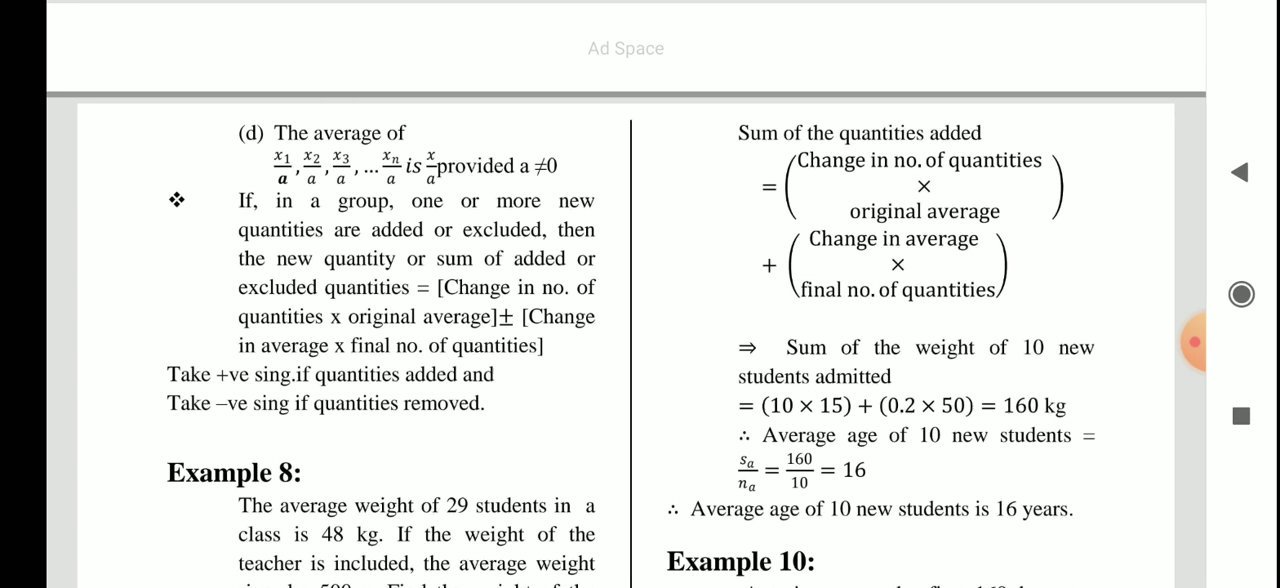 Ad Space
(d) The average of
x1/a, x2/a, x3/a, ... xn/a is x/a provided a ≠0
❖ If, in a group, one or more new
quantities are added or excluded, then
the new quantity or sum of added or
excluded quantities = [Change in no. of
quantities x original average]± [Change
in average x final no. of quantities]
Take +ve sing.if quantities added and
Take –ve sing if quantities removed.
Example 8:
The average weight of 29 students in a
class is 48 kg. If the weight of the
teacher is included, the average weight
Sum of the quantities added
= (Change in no. of quantities
×
original average)
+ (Change in average
×
final no. of quantities)
⇒ Sum of the weight of 10 new
students admitted
= (10 × 15) + (0.2 × 50) = 160 kg
∴ Average age of 10 new students =
sa/na = 160/10 = 16
∴ Average age of 10 new students is 16 years.
Example 10: